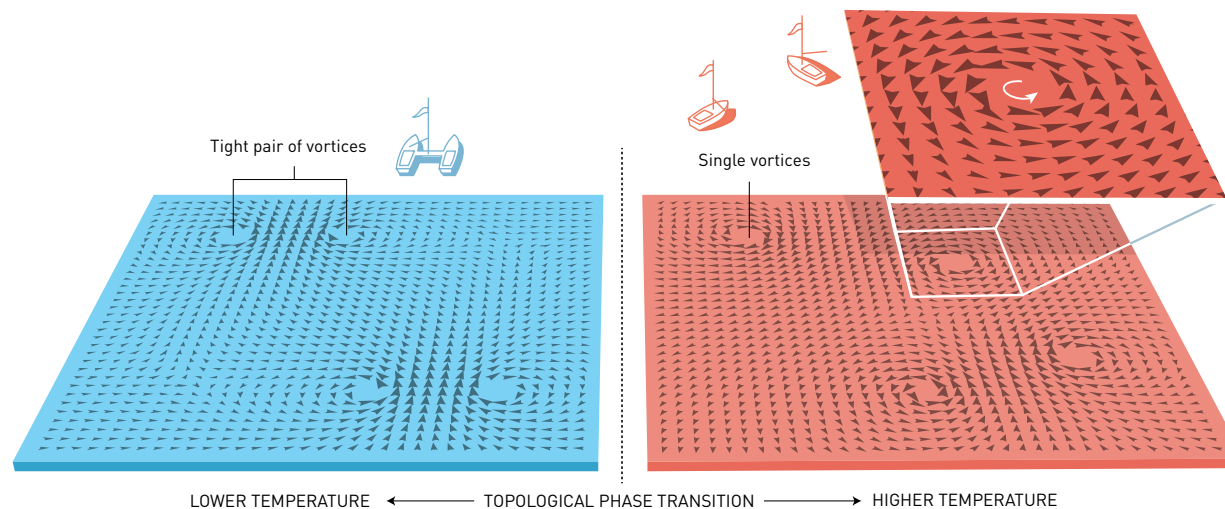 Tight pair of vortices
Single vortices
LOWER TEMPERATURE
TOPOLOGICAL PHASE TRANSITION
HIGHER TEMPERATURE